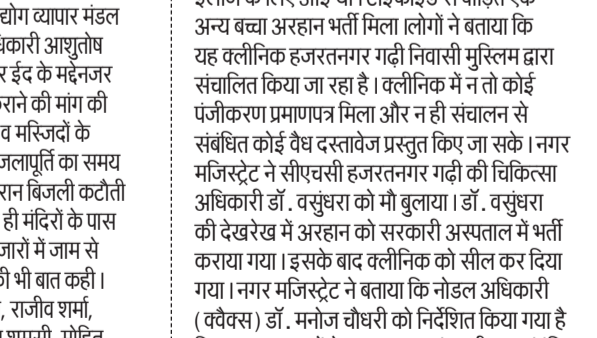 द्योग व्यापार मंडल
धिकारी आशुतोष
र ईद के मद्देनजर
कराने की मांग की
व मस्जिदों के
जलापूर्ति का समय
रान बिजली कटौती
ही मंदिरों के पास
जारों में जाम से
की भी बात कही।
, राजीव शर्मा,
अन्य बच्चा अरहान भर्ती मिला।लोगों ने बताया कि
यह क्लीनिक हजरतनगर गढ़ी निवासी मुस्लिम द्वारा
संचालित किया जा रहा है। क्लीनिक में न तो कोई
पंजीकरण प्रमाणपत्र मिला और न ही संचालन से
संबंधित कोई वैध दस्तावेज प्रस्तुत किए जा सके।नगर
मजिस्ट्रेट ने सीएचसी हजरतनगर गढ़ी की चिकित्सा
अधिकारी डॉ. वसुंधरा को मौ बुलाया। डॉ. वसुंधरा
की देखरेख में अरहान को सरकारी अस्पताल में भर्ती
कराया गया।इसके बाद क्लीनिक को सील कर दिया
गया।नगर मजिस्ट्रेट ने बताया कि नोडल अधिकारी
(क्वैक्स) डॉ. मनोज चौधरी को निर्देशित किया गया है